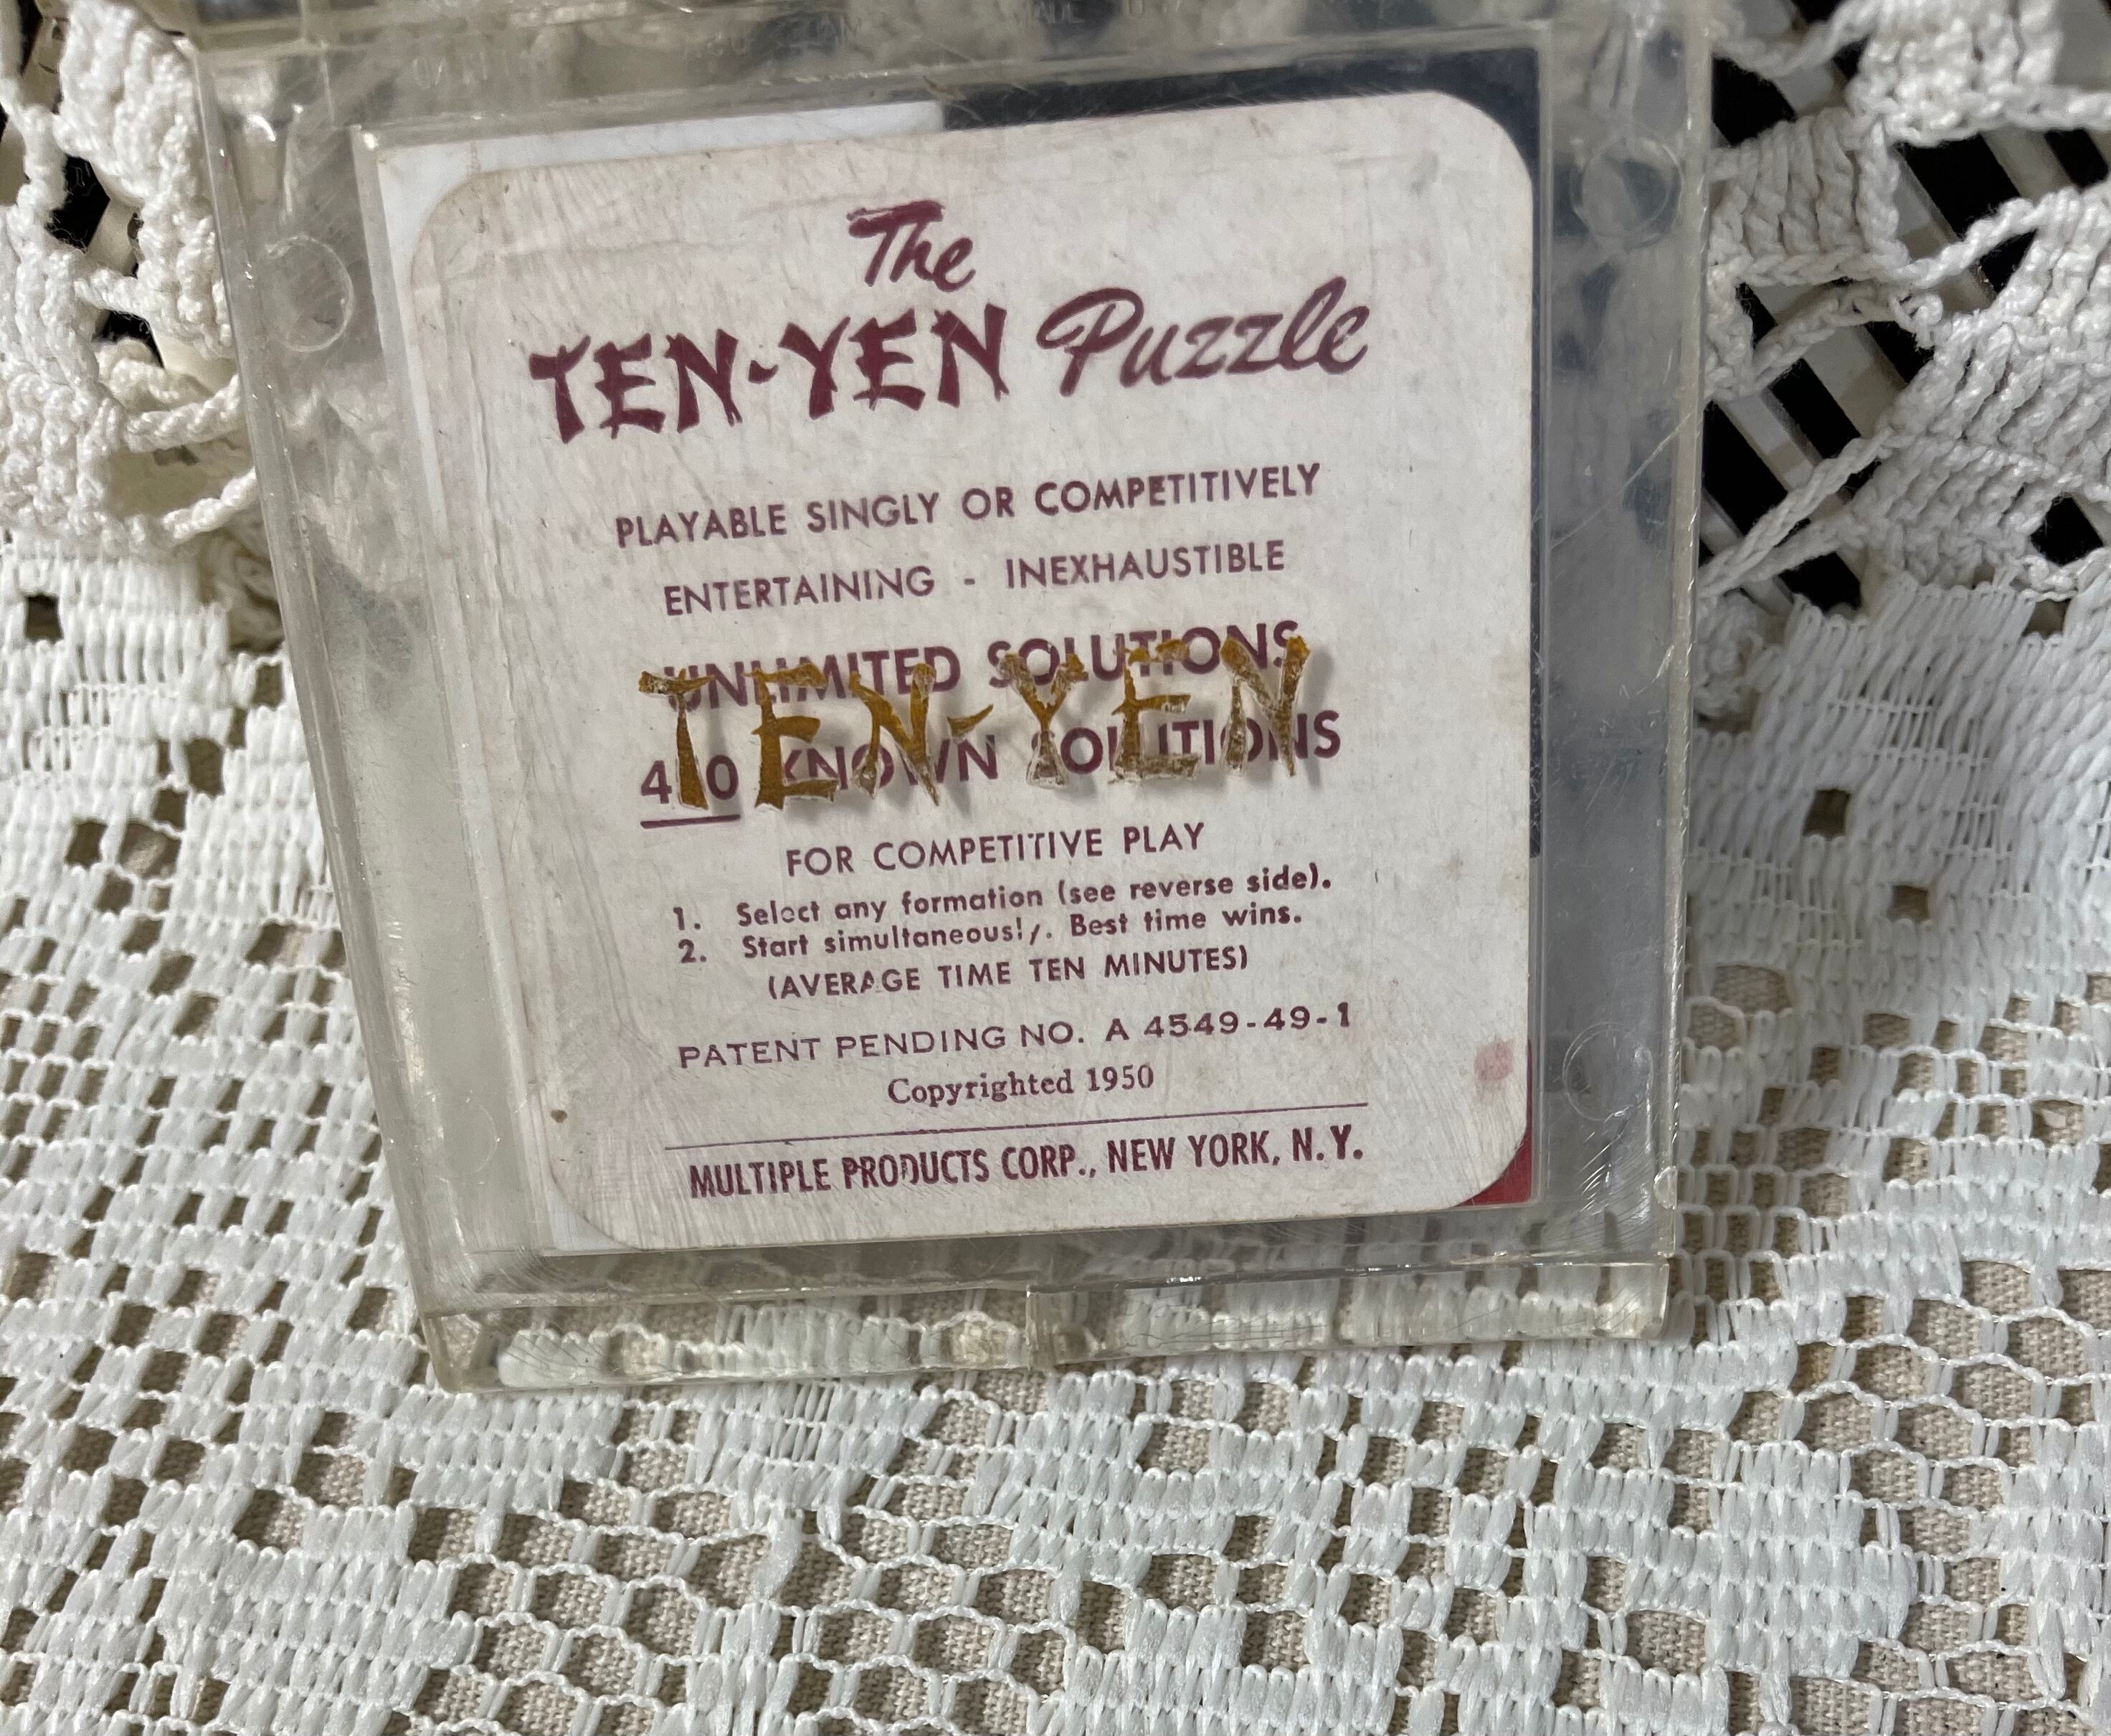 The
TEN-YEN Puzzle
PLAYABLE SINGLY OR COMPETITIVELY
ENTERTAINING - INEXHAUSTIBLE
UNLIMITED SOLUTIONS
TEN-YEN
KNOWN SOLUTIONS
FOR COMPETITIVE PLAY
1. Select any formation (see reverse side).
2. Start simultaneously. Best time wins.
(AVERAGE TIME TEN MINUTES)
PATENT PENDING NO. A 4549-49-1
Copyrighted 1950
MULTIPLE PRODUCTS CORP., NEW YORK, N.Y.